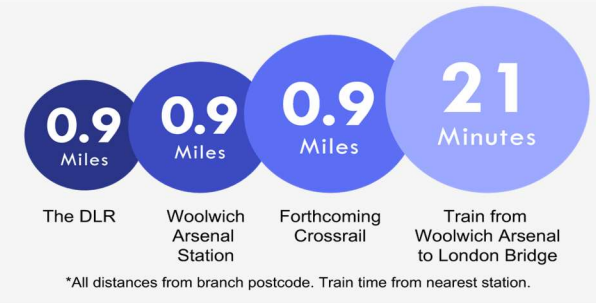 0.9
Miles
0.9
Miles
0.9
Miles
21
Minutes
The DLR
Woolwich
Arsenal
Station
Forthcoming
Crossrail
Train from
Woolwich Arsenal
to London Bridge
*All distances from branch postcode. Train time from nearest station.